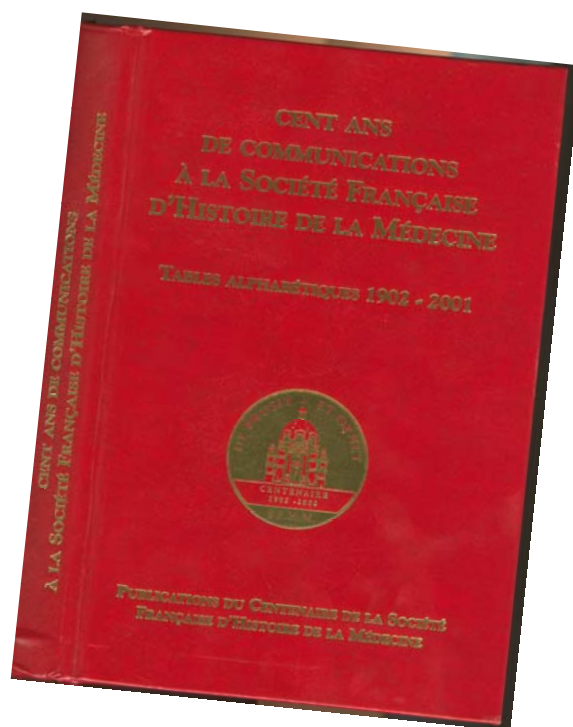 CENT ANS
DE COMMUNICATIONS
À LA SOCIÉTÉ FRANÇAISE
D'HISTOIRE DE LA MÉDECINE
TABLES ALPHABÉTIQUES 1902 - 2001
CENTENAIRE
1902 - 2002
PUBLICATIONS DU CENTENAIRE DE LA SOCIÉTÉ
FRANÇAISE D'HISTOIRE DE LA MÉDECINE
CENT ANS DE COMMUNICATIONS
À LA SOCIÉTÉ FRANÇAISE D'HISTOIRE DE LA MÉDECINE